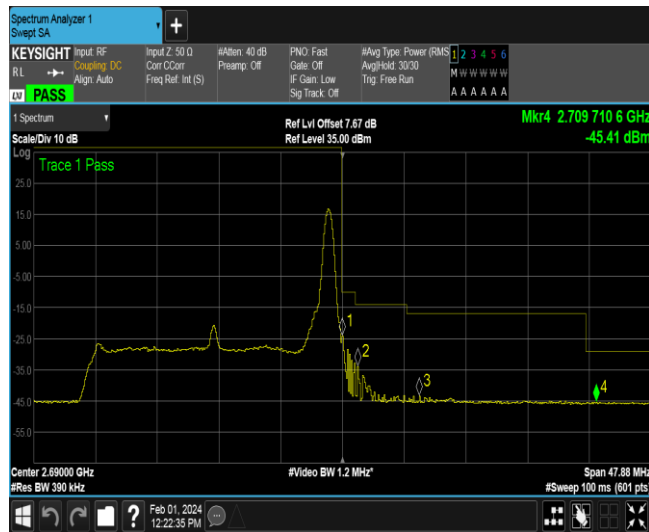 Spectrum Analyzer 1
Swept SA
KEYSIGHT
RL
LXI PASS
Input: RF
Coupling: DC
Align: Auto
Input Z: 50 Ω
Corr CCorr
Freq Ref: Int (S)
#Atten: 40 dB
Preamp: Off
PNO: Fast
Gate: Off
IF Gain: Low
Sig Track: Off
#Avg Type: Power (RMS
Avg|Hold: 30/30
Trig: Free Run
1 2 3 4 5 6
M W W W W W
A A A A A A
1 Spectrum
Scale/Div 10 dB
Ref Lvl Offset 7.67 dB
Ref Level 35.00 dBm
Mkr4 2.709 710 6 GHz
-45.41 dBm
Log
Trace 1 Pass
25.0
15.0
5.00
-5.00
-15.0
-25.0
-35.0
-45.0
-55.0
1
2
3
4
Center 2.69000 GHz
#Res BW 390 kHz
#Video BW 1.2 MHz*
Span 47.88 MHz
#Sweep 100 ms (601 pts)
?
Feb 01, 2024
12:22:35 PM